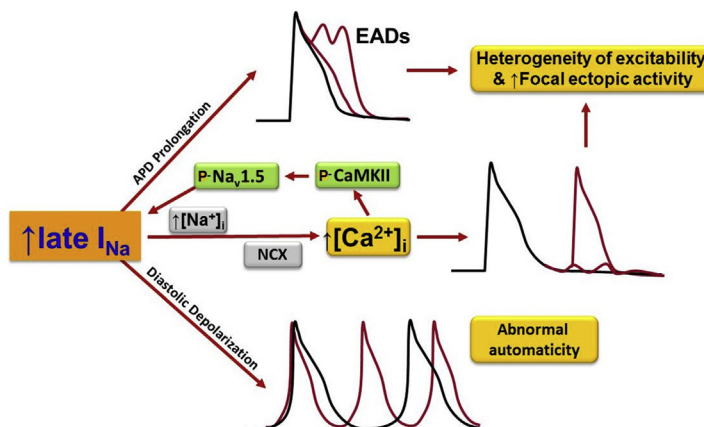 EADs
Heterogeneity of excitability
& ↑Focal ectopic activity
APD Prolongation
P-Naᵥ1.5
P-CaMKII
↑late I_Na
↑[Na⁺]ᵢ
NCX
↑[Ca²⁺]ᵢ
Diastolic Depolarization
Abnormal
automaticity